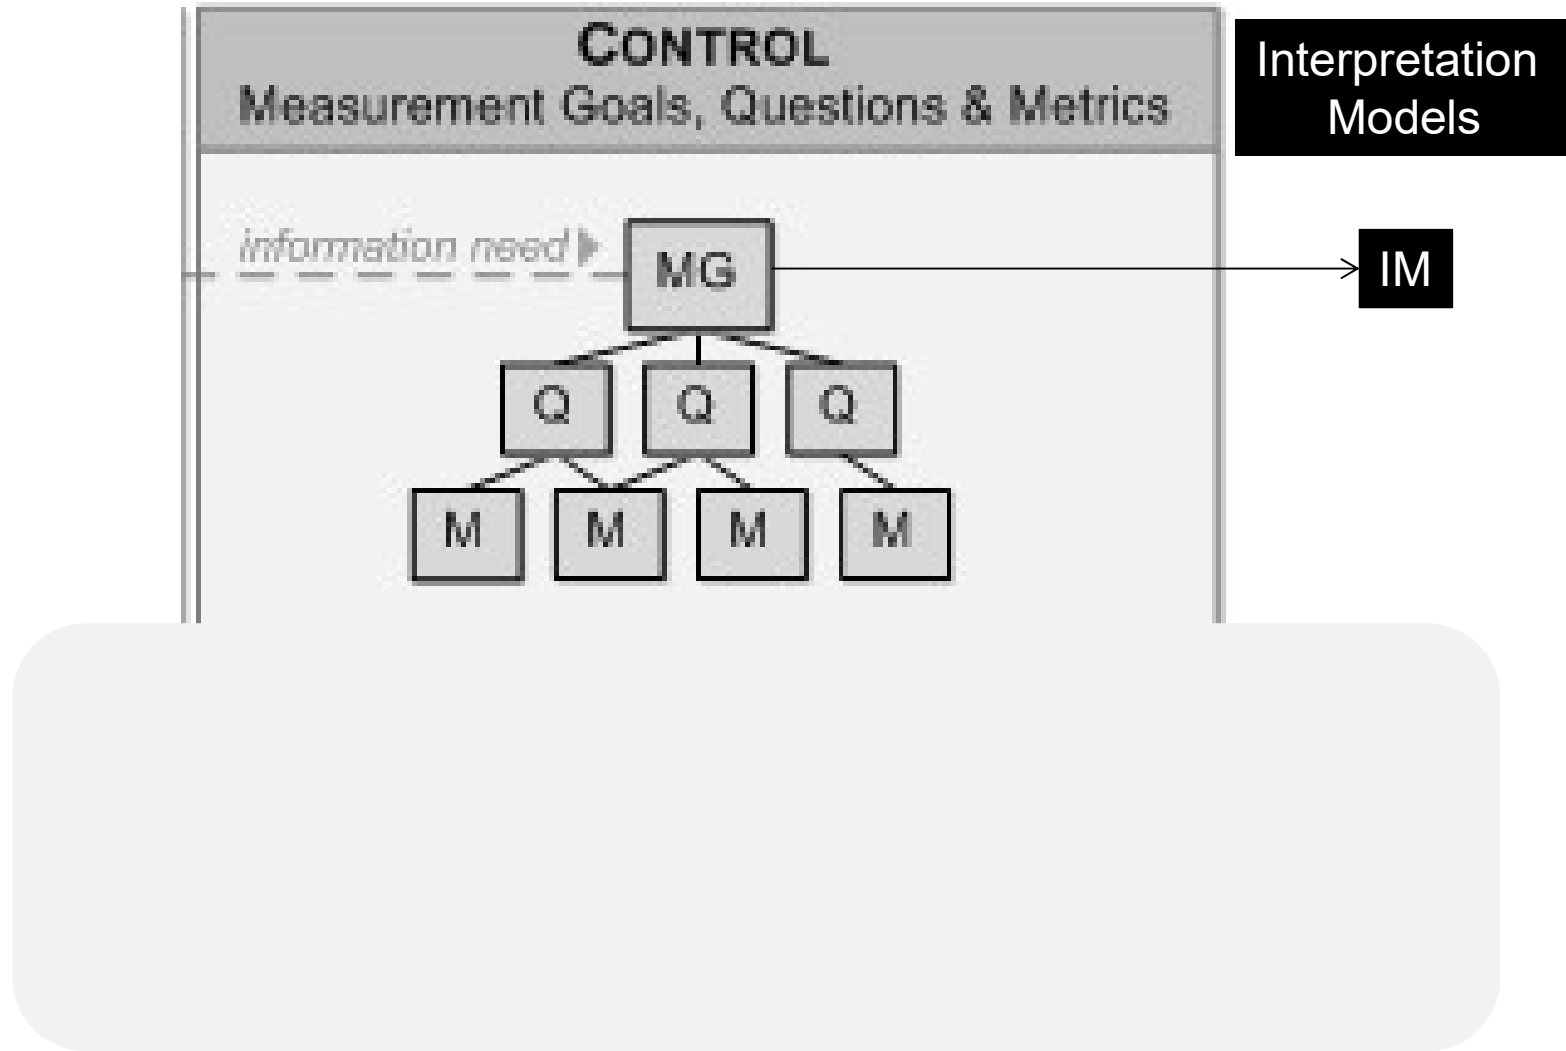 CONTROL
Measurement Goals, Questions & Metrics
Interpretation
Models
information need
MG
IM
Q Q Q
M M M M